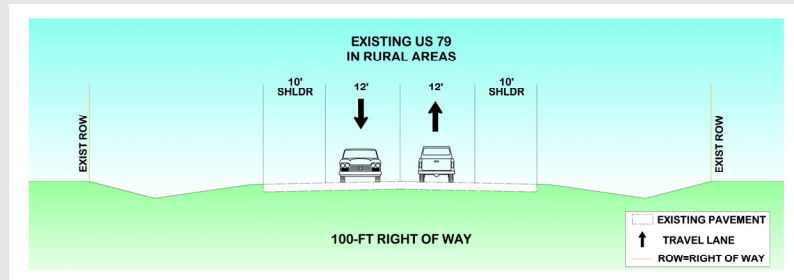 EXISTING US 79
IN RURAL AREAS
10'
SHLDR
12'
12'
10'
SHLDR
EXIST ROW
EXIST ROW
100-FT RIGHT OF WAY
EXISTING PAVEMENT
TRAVEL LANE
ROW=RIGHT OF WAY